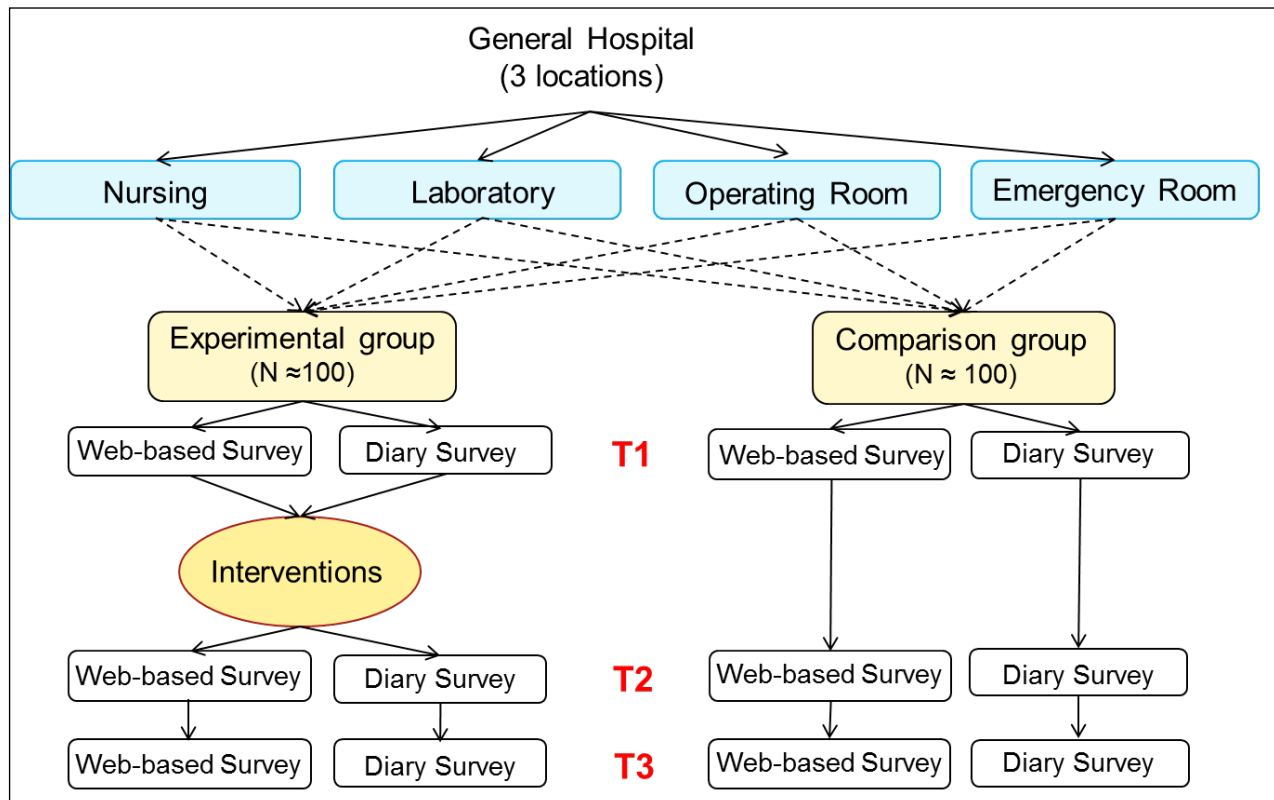 General Hospital
(3 locations)
Nursing
Laboratory
Operating Room
Emergency Room
Experimental group
(N ≈100)
Comparison group
(N ≈ 100)
Web-based Survey
Diary Survey
T1
Web-based Survey
Diary Survey
Interventions
Web-based Survey
Diary Survey
T2
Web-based Survey
Diary Survey
Web-based Survey
Diary Survey
T3
Web-based Survey
Diary Survey